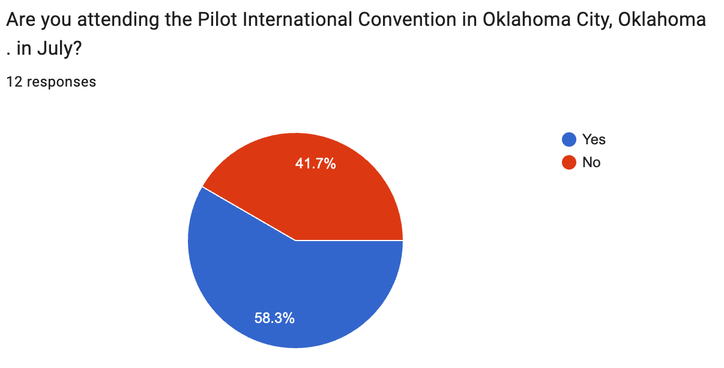 Are you attending the Pilot International Convention in Oklahoma City, Oklahoma
. in July?
12 responses
Yes
No
41.7%
58.3%